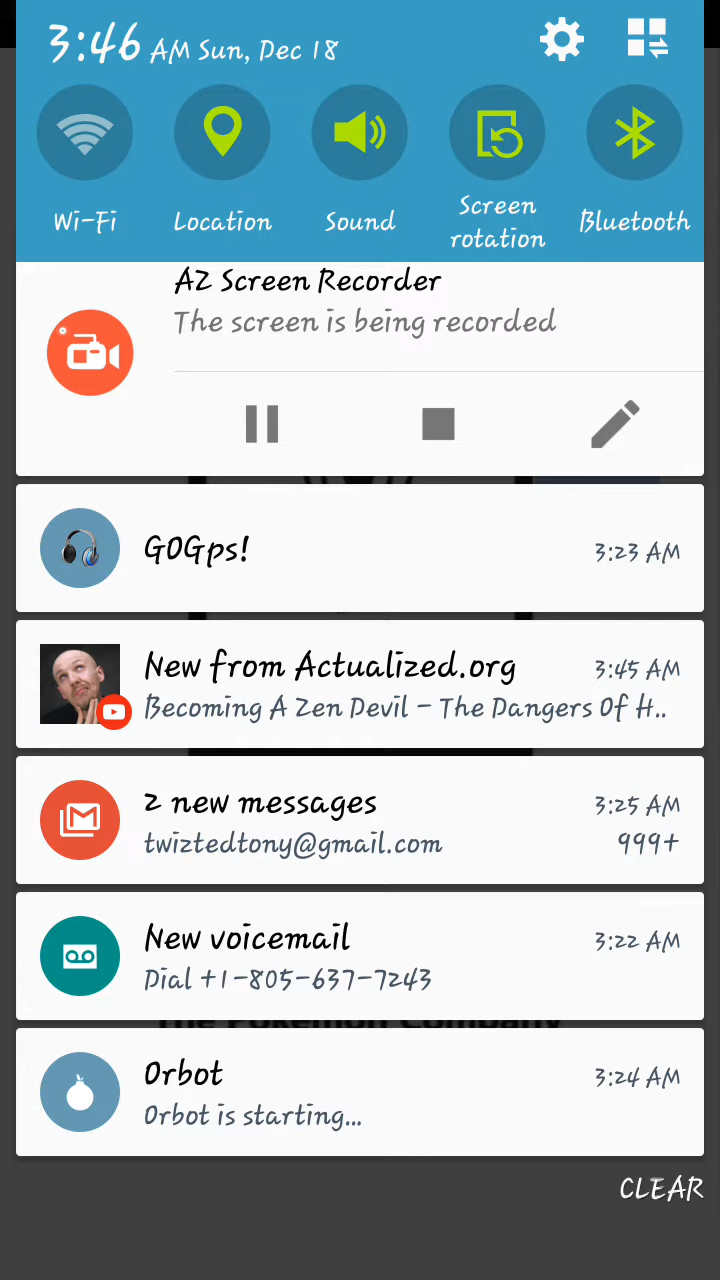 3:46 AM Sun, Dec 18
Wi-Fi
Location
Sound
Screen rotation
Bluetooth
AZ Screen Recorder
The screen is being recorded
GOGps!
3:23 AM
New from Actualized.org
3:45 AM
Becoming A Zen Devil - The Dangers Of H..
2 new messages
3:25 AM
twiztedtony@gmail.com
999+
New voicemail
3:22 AM
Dial +1-805-637-7243
The Pokémon Company
Orbot
3:24 AM
Orbot is starting...
CLEAR